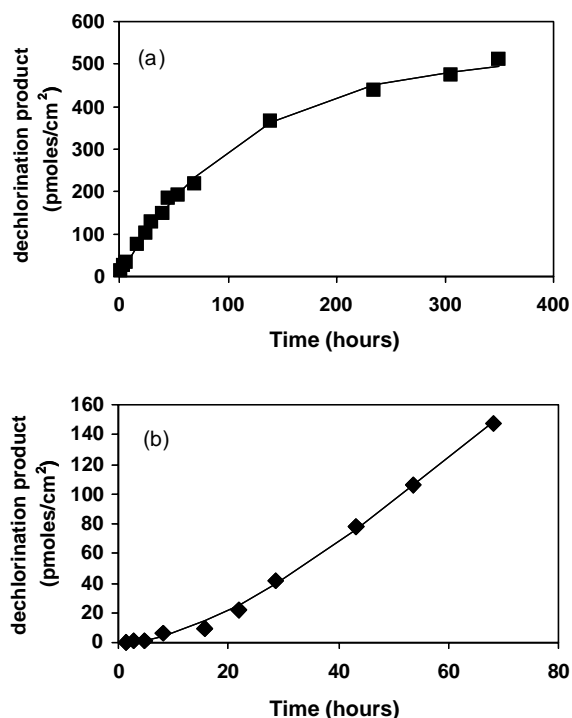 600
(a)
500
400
300
200
100
0
dechlorination product
(pmoles/cm²)
0 100 200 300 400
Time (hours)
160
(b)
140
120
100
80
60
40
20
0
dechlorination product
(pmoles/cm²)
0 20 40 60 80
Time (hours)